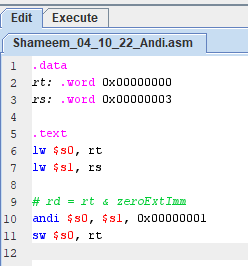 Edit Execute
Shameem_04_10_22_Andi.asm
1 .data
2 rt: .word 0x00000000
3 rs: .word 0x00000003
4
5 .text
6 lw $s0, rt
7 lw $s1, rs
8
9 # rd = rt & zeroExtImm
10 andi $s0, $s1, 0x00000001
11 sw $s0, rt
12